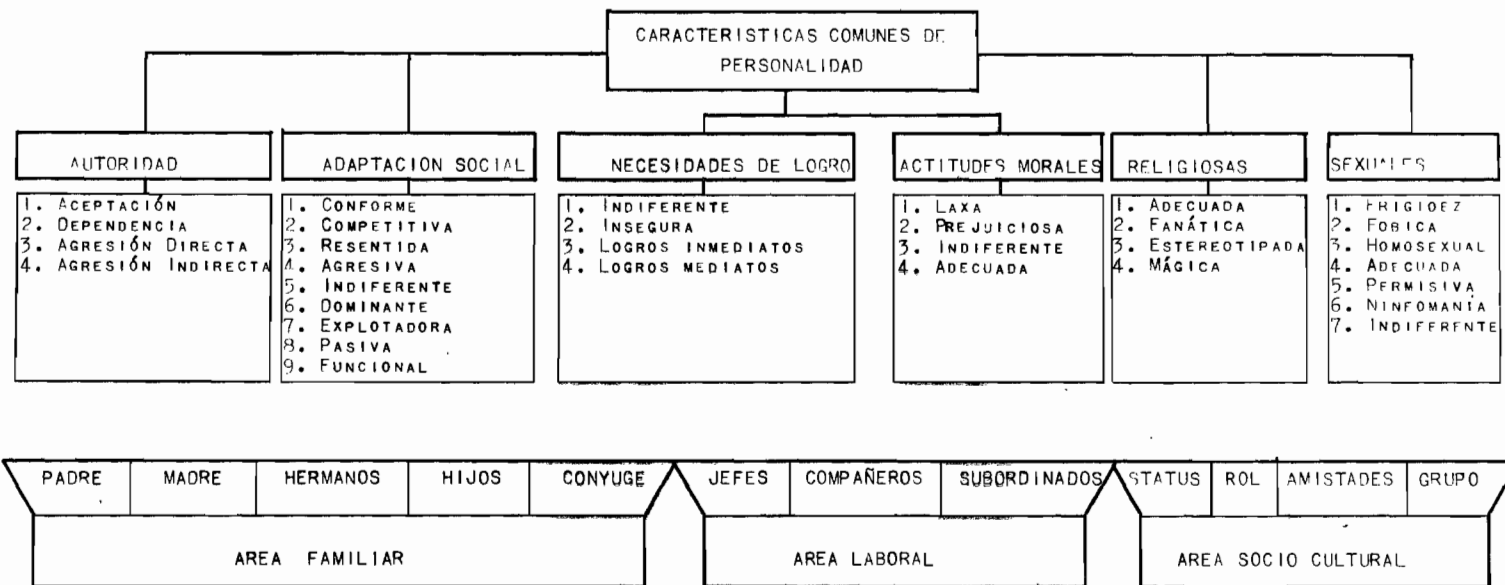 CARACTERISTICAS COMUNES DE
PERSONALIDAD
AUTORIDAD
1. ACEPTACIÓN
2. DEPENDENCIA
3. AGRESIÓN DIRECTA
4. AGRESIÓN INDIRECTA
ADAPTACION SOCIAL
1. CONFORME
2. COMPETITIVA
3. RESENTIDA
4. AGRESIVA
5. INDIFERENTE
6. DOMINANTE
7. EXPLOTADORA
8. PASIVA
9. FUNCIONAL
NECESIDADES DE LOGRO
1. INDIFERENTE
2. INSEGURA
3. LOGROS INMEDIATOS
4. LOGROS MEDIATOS
ACTITUDES MORALES
1. LAXA
2. PREJUICIOSA
3. INDIFERENTE
4. ADECUADA
RELIGIOSAS
1. ADECUADA
2. FANÁTICA
3. ESTEREOTIPADA
4. MÁGICA
SEXUALES
1. FRIGIDEZ
2. FOBICA
3. HOMOSEXUAL
4. ADECUADA
5. PERMISIVA
6. NINFOMANÍA
7. INDIFERENTE
PADRE MADRE HERMANOS HIJOS CONYUGE JEFES COMPAÑEROS SUBORDINADOS STATUS ROL AMISTADES GRUPO
AREA FAMILIAR AREA LABORAL AREA SOCIO CULTURAL